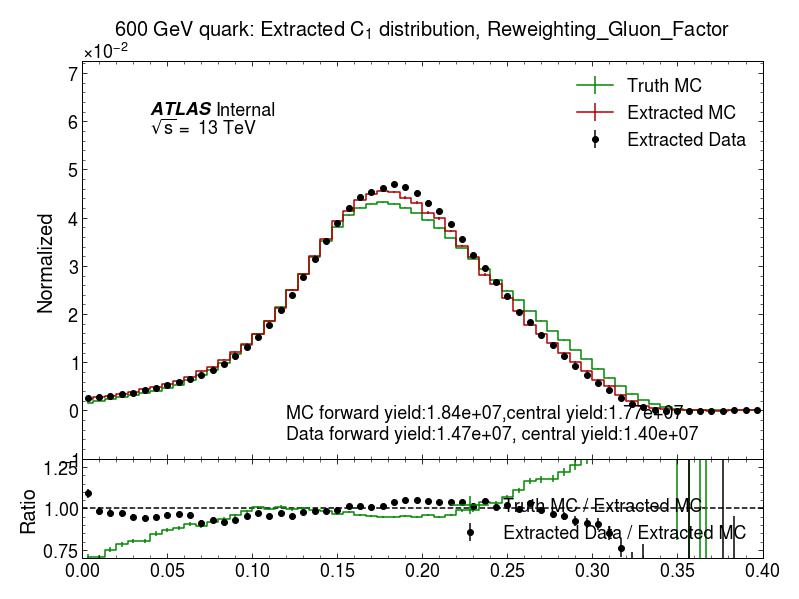 600 GeV quark: Extracted C₁ distribution, Reweighting_Gluon_Factor
×10⁻²
7
6
5
4
3
2
1
0
1
Normalized
ATLAS Internal
√s = 13 TeV
Truth MC
Extracted MC
Extracted Data
MC forward yield:1.84e+07,central yield:1.77e+07
Data forward yield:1.47e+07, central yield:1.40e+07
1.25
1.00
0.75
Ratio
Truth MC / Extracted MC
Extracted Data / Extracted MC
0.00 0.05 0.10 0.15 0.20 0.25 0.30 0.35 0.40